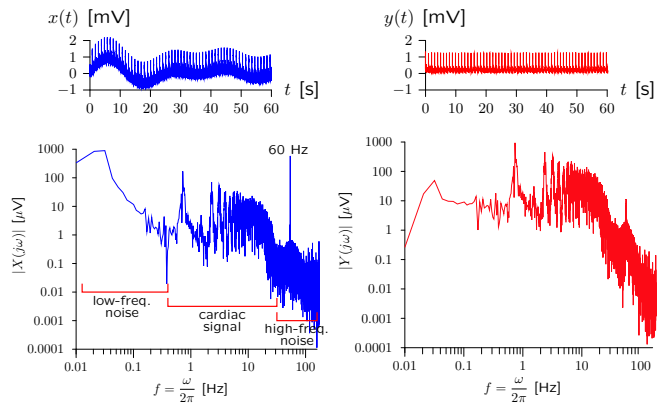 x(t) [mV]
2
1
0
−1
0 10 20 30 40 50 60
t [s]
y(t) [mV]
2
1
0
−1
0 10 20 30 40 50 60
t [s]
|X(jω)| [µV]
1000
100
10
1
0.1
0.01
0.001
0.0001
60 Hz
low-freq.
noise
cardiac
signal
high-freq.
noise
0.01 0.1 1 10 100
f = ω/2π [Hz]
|Y(jω)| [µV]
1000
100
10
1
0.1
0.01
0.001
0.0001
0.01 0.1 1 10 100
f = ω/2π [Hz]